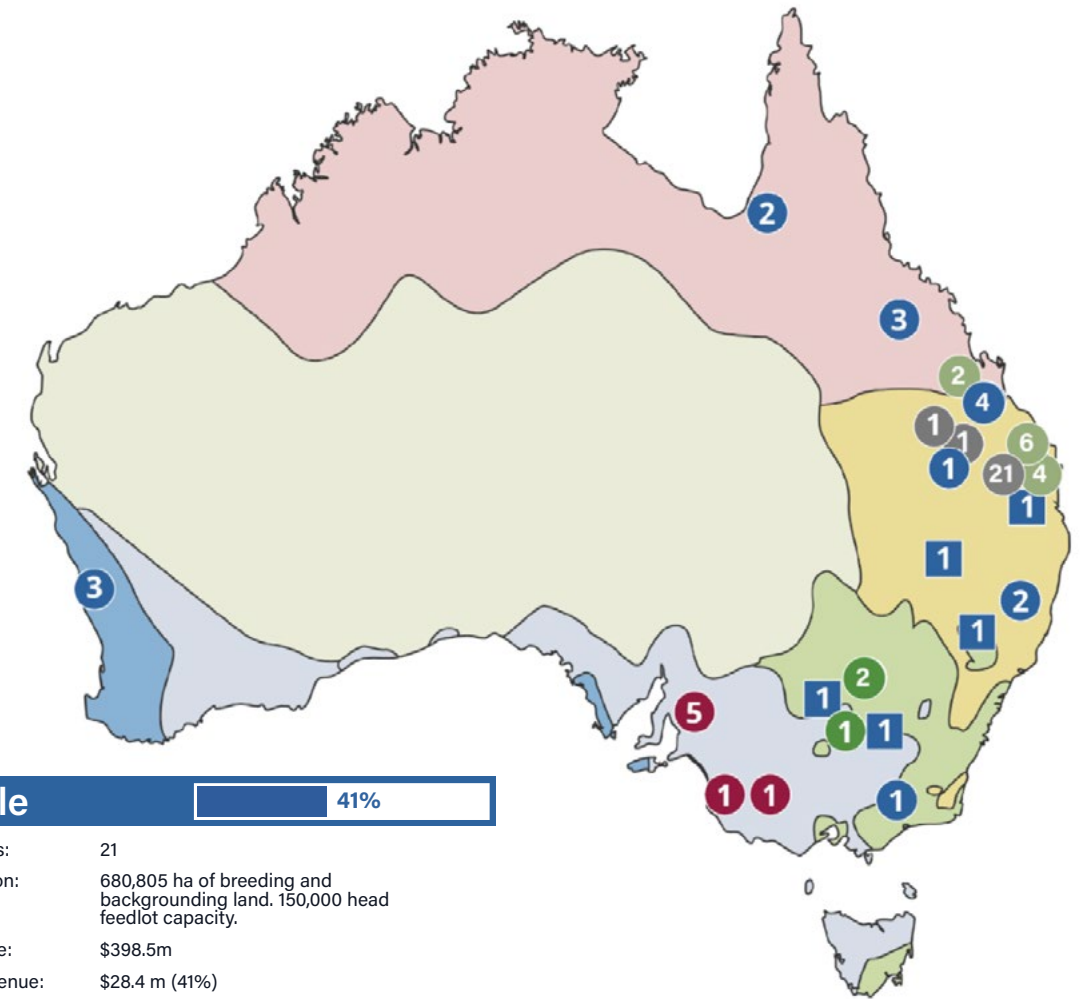 2
3
2
4
1
1
6
1
21
4
1
1
3
2
1
2
1
5
1
1
1
1
1
le
41%
s:
21
on:
680,805 ha of breeding and
backgrounding land. 150,000 head
feedlot capacity.
e:
$398.5m
enue:
$28.4 m (41%)